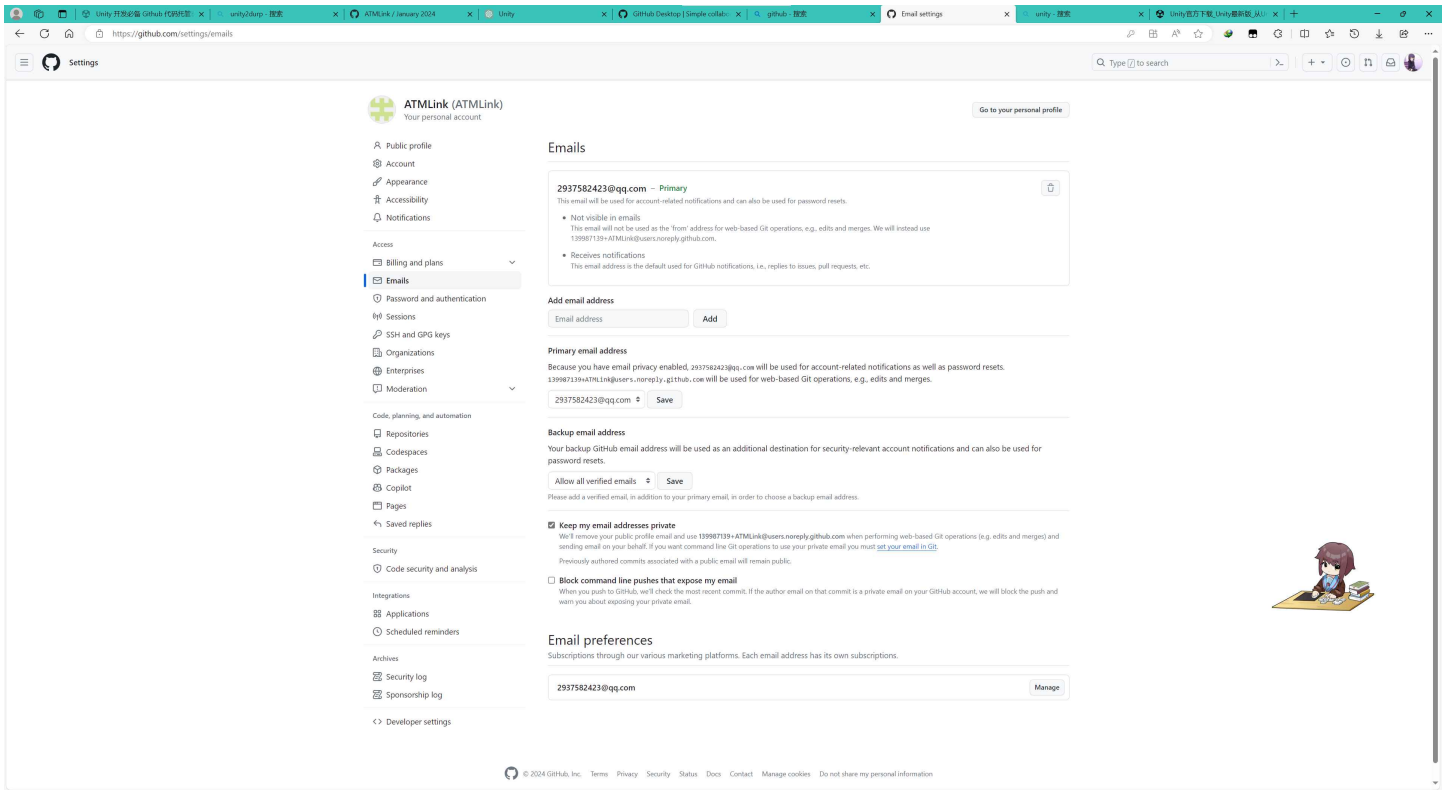 Unity 开发必备 Github 代码托管
unity2durp - 搜索
ATMLink / January 2024
Unity
GitHub Desktop | Simple collabo
github - 搜索
Email settings
unity - 搜索
Unity官方下载_Unity最新版_从U
https://github.com/settings/emails
Settings
Type / to search
ATMLink (ATMLink)
Your personal account
Go to your personal profile
Public profile
Account
Appearance
Accessibility
Notifications
Access
Billing and plans
Emails
Password and authentication
Sessions
SSH and GPG keys
Organizations
Enterprises
Moderation
Code, planning, and automation
Repositories
Codespaces
Packages
Copilot
Pages
Saved replies
Security
Code security and analysis
Integrations
Applications
Scheduled reminders
Archives
Security log
Sponsorship log
Developer settings
Emails
2937582423@qq.com – Primary
This email will be used for account-related notifications and can also be used for password resets.
• Not visible in emails
This email will not be used as the 'from' address for web-based Git operations, e.g., edits and merges. We will instead use
139987139+ATMLink@users.noreply.github.com.
• Receives notifications
This email address is the default used for GitHub notifications, i.e., replies to issues, pull requests, etc.
Add email address
Email address
Add
Primary email address
Because you have email privacy enabled, 2937582423@qq.com will be used for account-related notifications as well as password resets.
139987139+ATMLink@users.noreply.github.com will be used for web-based Git operations, e.g., edits and merges.
2937582423@qq.com
Save
Backup email address
Your backup GitHub email address will be used as an additional destination for security-relevant account notifications and can also be used for
password resets.
Allow all verified emails
Save
Please add a verified email, in addition to your primary email, in order to choose a backup email address.
Keep my email addresses private
We'll remove your public profile email and use 139987139+ATMLink@users.noreply.github.com when performing web-based Git operations (e.g. edits and merges) and
sending email on your behalf. If you want command line Git operations to use your private email you must set your email in Git.
Previously authored commits associated with a public email will remain public.
Block command line pushes that expose my email
When you push to GitHub, we'll check the most recent commit. If the author email on that commit is a private email on your GitHub account, we will block the push and
warn you about exposing your private email.
Email preferences
Subscriptions through our various marketing platforms. Each email address has its own subscriptions.
2937582423@qq.com
Manage
© 2024 GitHub, Inc. Terms Privacy Security Status Docs Contact Manage cookies Do not share my personal information